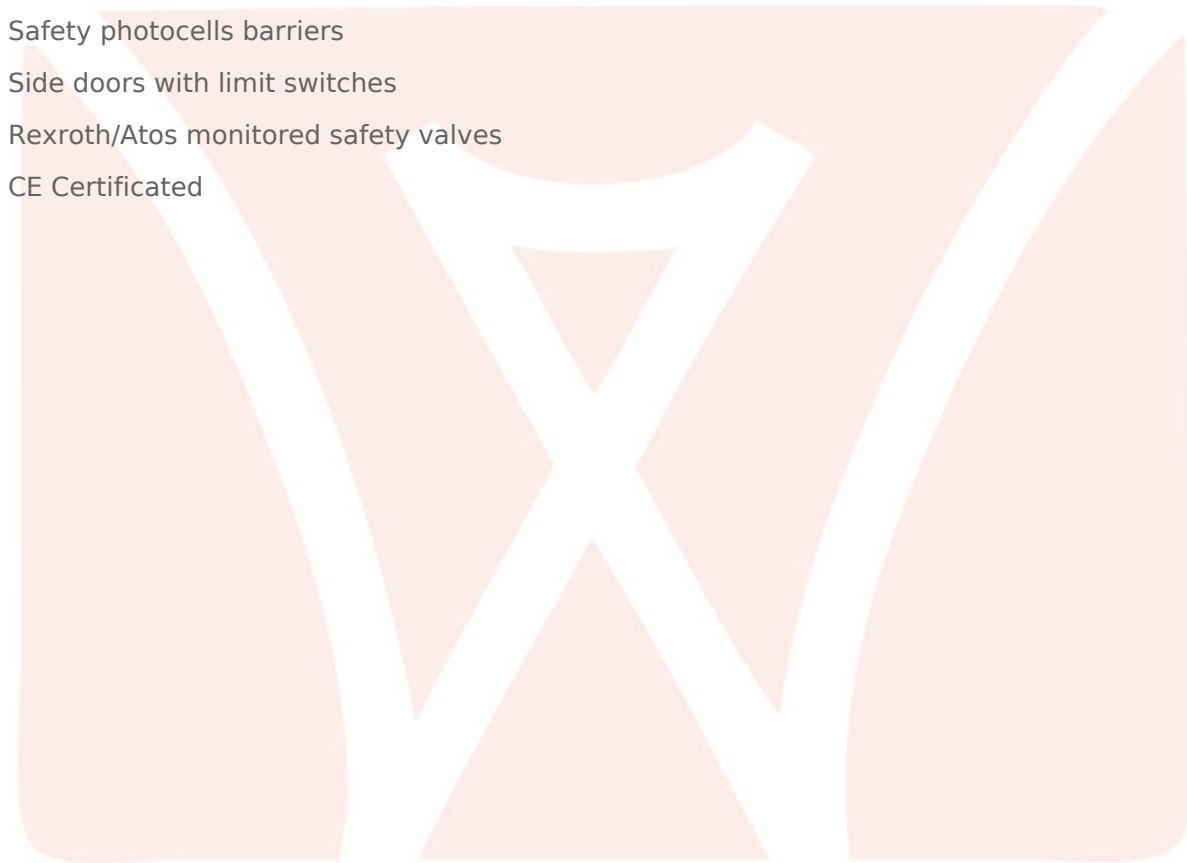 Safety photocells barriers
Side doors with limit switches
Rexroth/Atos monitored safety valves
CE Certificated